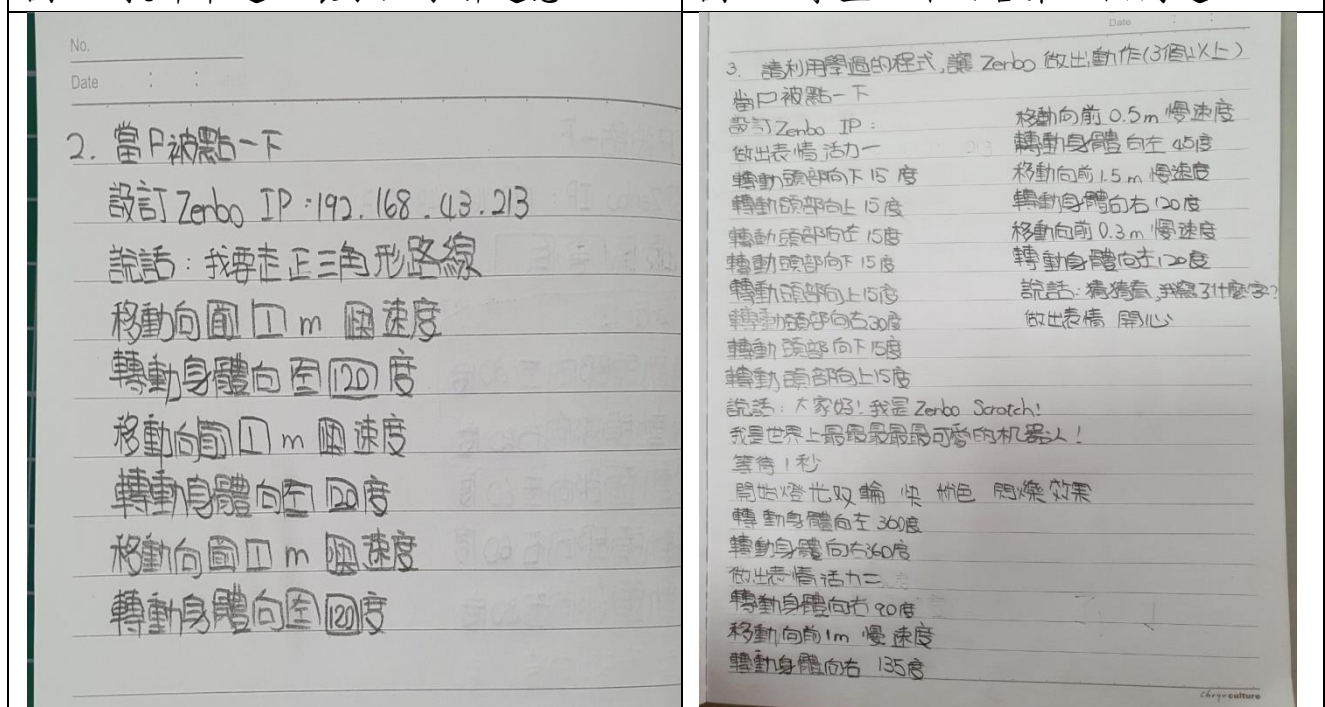 No.
Date : :
2. 當P被點一下
設訂 Zenbo IP:192.168.43.213
說話:我要走正三角形路線
移動向前 1 m 慢速度
轉動身體向左 120 度
移動向前 1 m 慢速度
轉動身體向左 120度
移動向前 1 m 慢速度
轉動身體向左 120度
Date : :
3. 請利用學過的程式,讓 Zenbo 做出動作(3個以上)
當P被點一下
設訂 Zenbo IP:
做出表情 活力一
轉動頭部向下 15 度
轉動頭部向上 15度
轉動頭部向左 15度
轉動頭部向下 15度
轉動頭部向上15度
轉動頭部向右30度
轉動頭部向下 15度
轉動頭部向上15度
說話:大家好!我是 Zenbo Scratch!
我是世界上最最最最最可愛的机器人!
等待 1 秒
開始燈光双輪 快 粉色 閃爍效果
轉動身體向左 360度
轉動身體向右360度
做出表情活力二
轉動身體向右 90度
移動向前1m 慢速度
轉動身體向右 135度
移動向前 0.5m 慢速度
轉動身體向左 45度
移動向前1.5m 慢速度
轉動身體向右 120度
移動向前 0.3m 慢速度
轉動身體向左120度
說話:猜猜看,我寫了什麼字?
做出表情 開心
culture